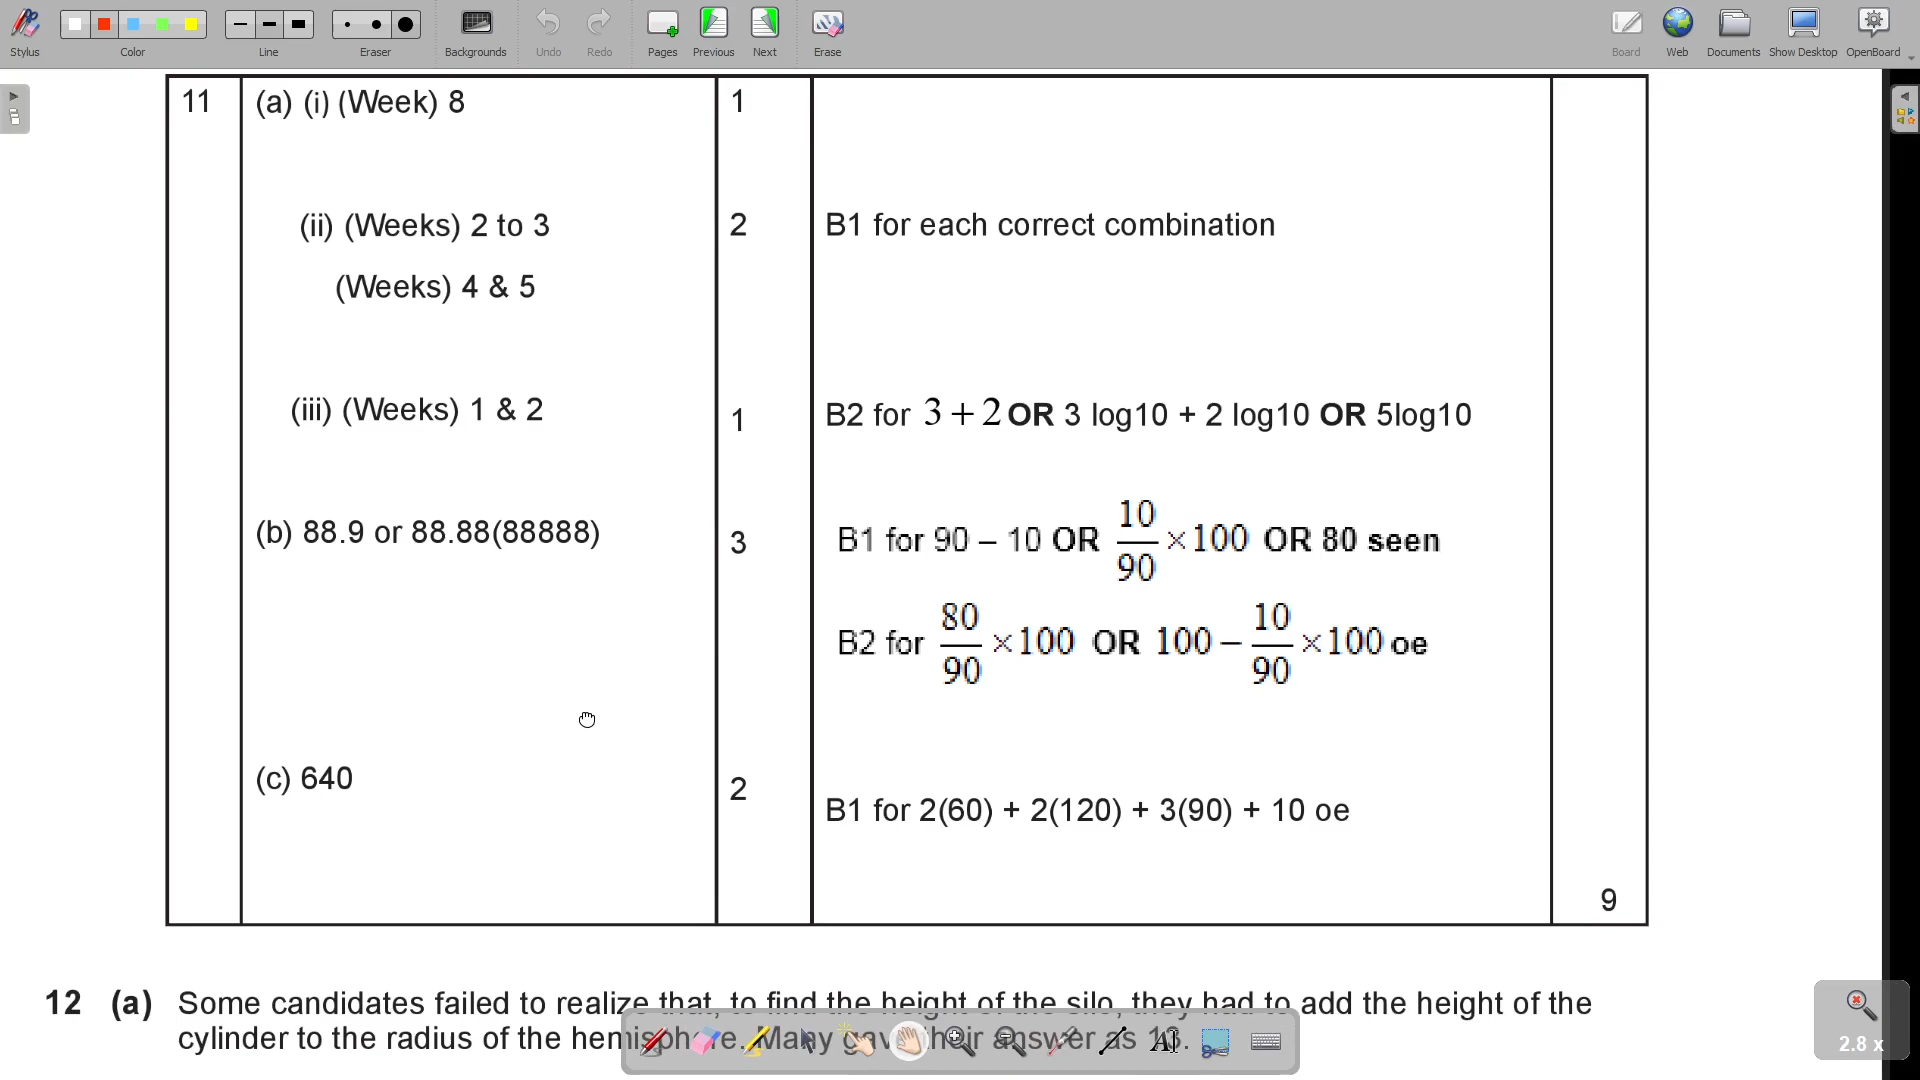 Stylus
Color
Line
Eraser
Backgrounds
Undo
Redo
Pages
Previous
Next
Erase
Board
Web
Documents
Show Desktop
OpenBoard
11 (a) (i) (Week) 8 1
(ii) (Weeks) 2 to 3 2 B1 for each correct combination
(Weeks) 4 & 5
(iii) (Weeks) 1 & 2 1 B2 for 3 + 2 OR 3 log10 + 2 log10 OR 5log10
(b) 88.9 or 88.88(88888) 3 B1 for 90 – 10 OR 10/90 × 100 OR 80 seen
B2 for 80/90 × 100 OR 100 – 10/90 × 100 oe
(c) 640 2 B1 for 2(60) + 2(120) + 3(90) + 10 oe
9
12 (a) Some candidates failed to realize that, to find the height of the silo, they had to add the height of the
cylinder to the radius of the hemisphere. Many gave their answer as 13.
2.8 x